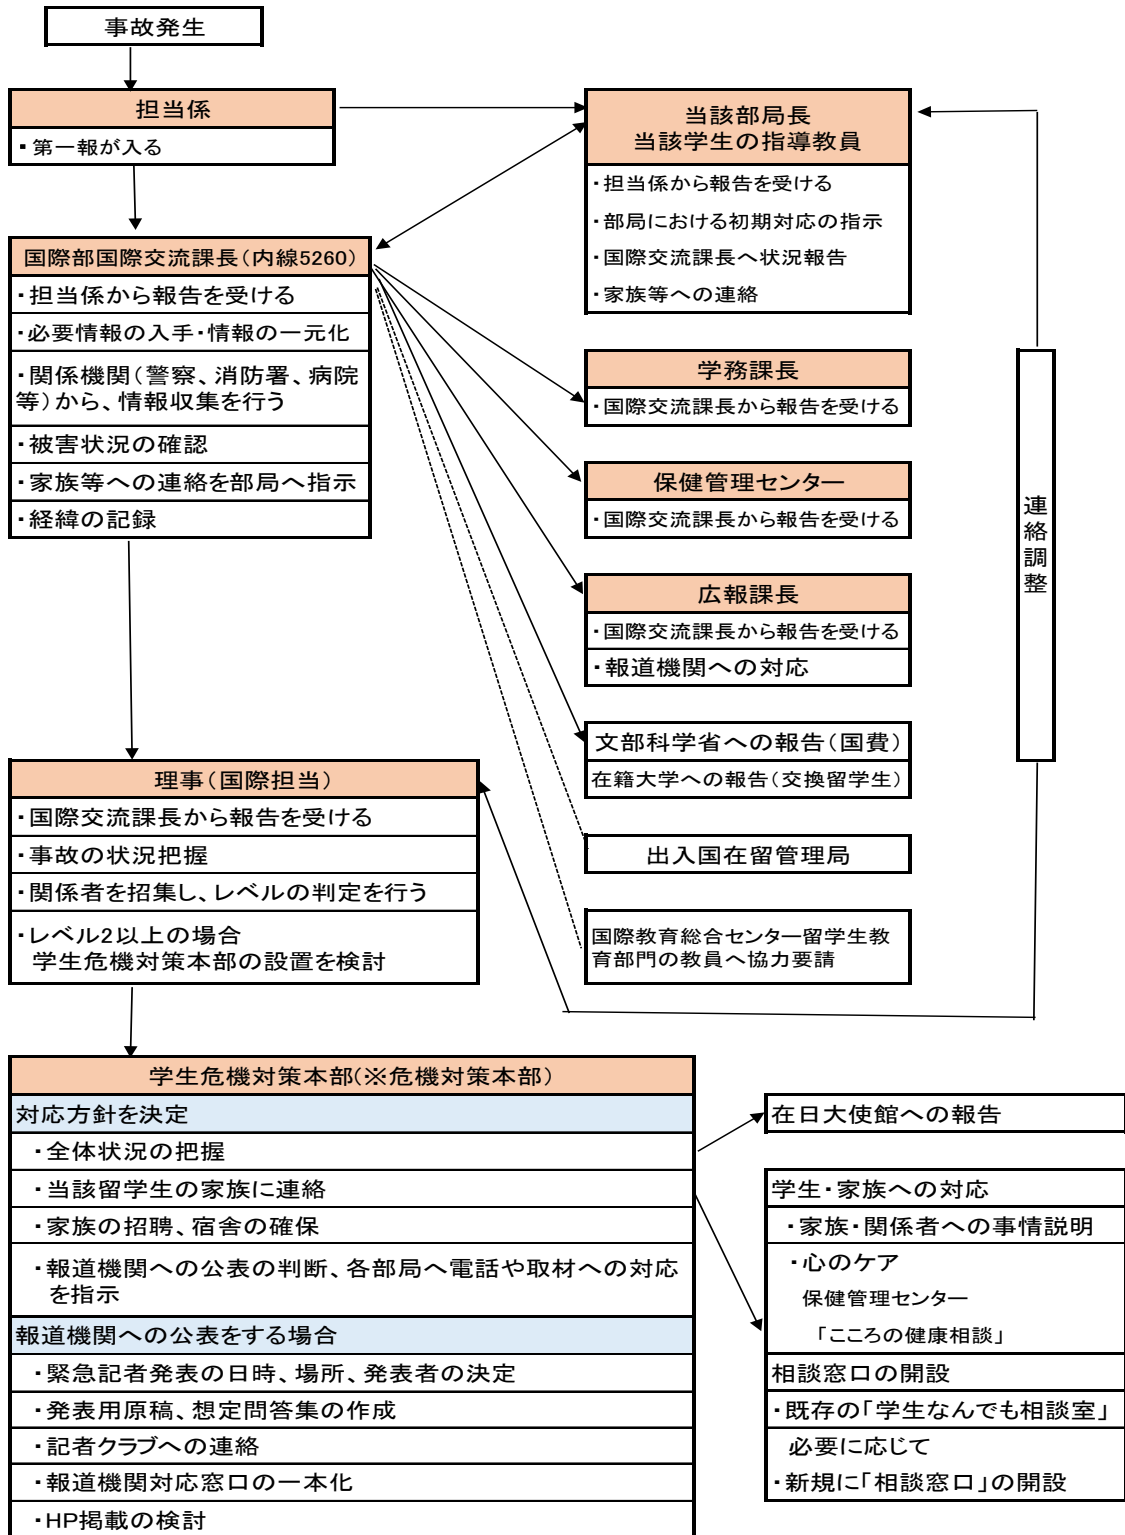 事故発生
担当係
・第一報が入る
国際部国際交流課長(内線5260)
・担当係から報告を受ける
・必要情報の入手・情報の一元化
・関係機関(警察、消防署、病院
等)から、情報収集を行う
・被害状況の確認
・家族等への連絡を部局へ指示
・経緯の記録
当該部局長
当該学生の指導教員
・担当係から報告を受ける
・部局における初期対応の指示
・国際交流課長へ状況報告
・家族等への連絡
学務課長
・国際交流課長から報告を受ける
保健管理センター
・国際交流課長から報告を受ける
広報課長
・国際交流課長から報告を受ける
・報道機関への対応
文部科学省への報告(国費)
在籍大学への報告(交換留学生)
出入国在留管理局
国際教育総合センター留学生教
育部門の教員へ協力要請
連絡調整
理事(国際担当)
・国際交流課長から報告を受ける
・事故の状況把握
・関係者を招集し、レベルの判定を行う
・レベル2以上の場合
学生危機対策本部の設置を検討
学生危機対策本部(※危機対策本部)
対応方針を決定
・全体状況の把握
・当該留学生の家族に連絡
・家族の招聘、宿舎の確保
・報道機関への公表の判断、各部局へ電話や取材への対応
を指示
報道機関への公表をする場合
・緊急記者発表の日時、場所、発表者の決定
・発表用原稿、想定問答集の作成
・記者クラブへの連絡
・報道機関対応窓口の一本化
・HP掲載の検討
在日大使館への報告
学生・家族への対応
・家族・関係者への事情説明
・心のケア
保健管理センター
「こころの健康相談」
相談窓口の開設
・既存の「学生なんでも相談室」
必要に応じて
・新規に「相談窓口」の開設